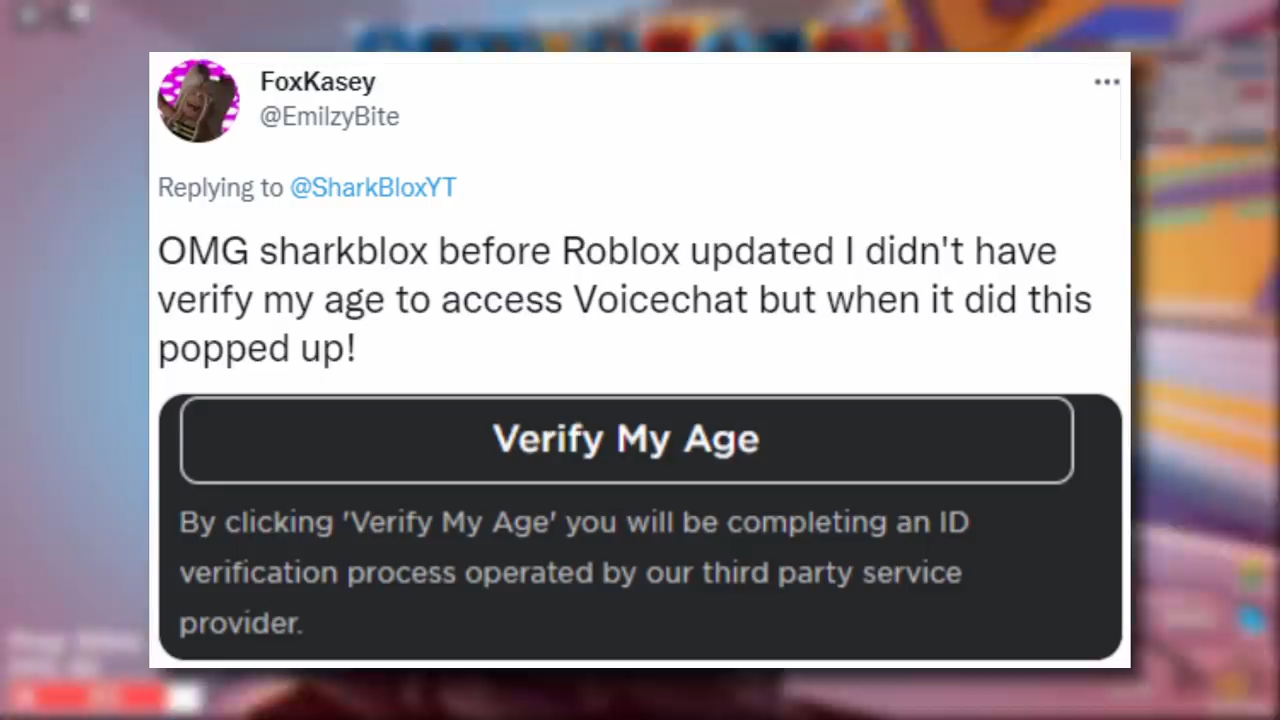 FoxKasey
@EmilzyBite
Replying to @SharkBloxYT
OMG sharkblox before Roblox updated I didn't have
verify my age to access Voicechat but when it did this
popped up!
Verify My Age
By clicking 'Verify My Age' you will be completing an ID
verification process operated by our third party service
provider.